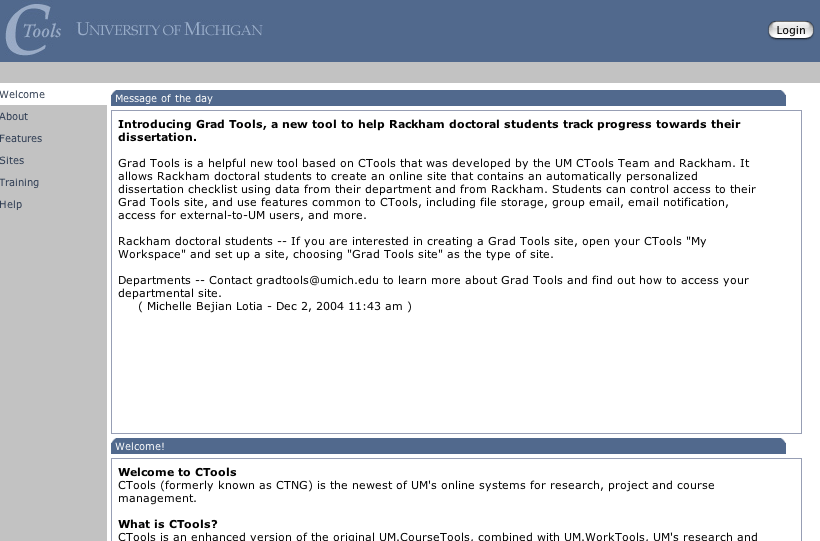 CTools UNIVERSITY OF MICHIGAN
Login
Welcome
About
Features
Sites
Training
Help
Message of the day
Introducing Grad Tools, a new tool to help Rackham doctoral students track progress towards their
dissertation.
Grad Tools is a helpful new tool based on CTools that was developed by the UM CTools Team and Rackham. It
allows Rackham doctoral students to create an online site that contains an automatically personalized
dissertation checklist using data from their department and from Rackham. Students can control access to their
Grad Tools site, and use features common to CTools, including file storage, group email, email notification,
access for external-to-UM users, and more.
Rackham doctoral students -- If you are interested in creating a Grad Tools site, open your CTools "My
Workspace" and set up a site, choosing "Grad Tools site" as the type of site.
Departments -- Contact gradtools@umich.edu to learn more about Grad Tools and find out how to access your
departmental site.
( Michelle Bejian Lotia - Dec 2, 2004 11:43 am )
Welcome!
Welcome to CTools
CTools (formerly known as CTNG) is the newest of UM's online systems for research, project and course
management.
What is CTools?
CTools is an enhanced version of the original UM.CourseTools, combined with UM.WorkTools, UM's research and